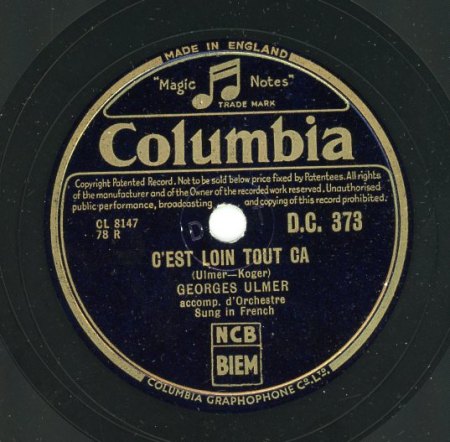 MADE IN ENGLAND
"Magic Notes"
TRADE MARK
Columbia
Copyright Patented Record. Not to be sold below price fixed by Patentees. All rights
of the manufacturer and of the Owner of the recorded work reserved. Unauthorised
public performance, broadcasting and copying of this record prohibited.
CL 8147
78 R
D.C. 373
C'EST LOIN TOUT CA
(Ulmer—Koger)
GEORGES ULMER
accomp. d'Orchestre
Sung in French
NCB
BIEM
COLUMBIA GRAPHOPHONE CO. LTD.